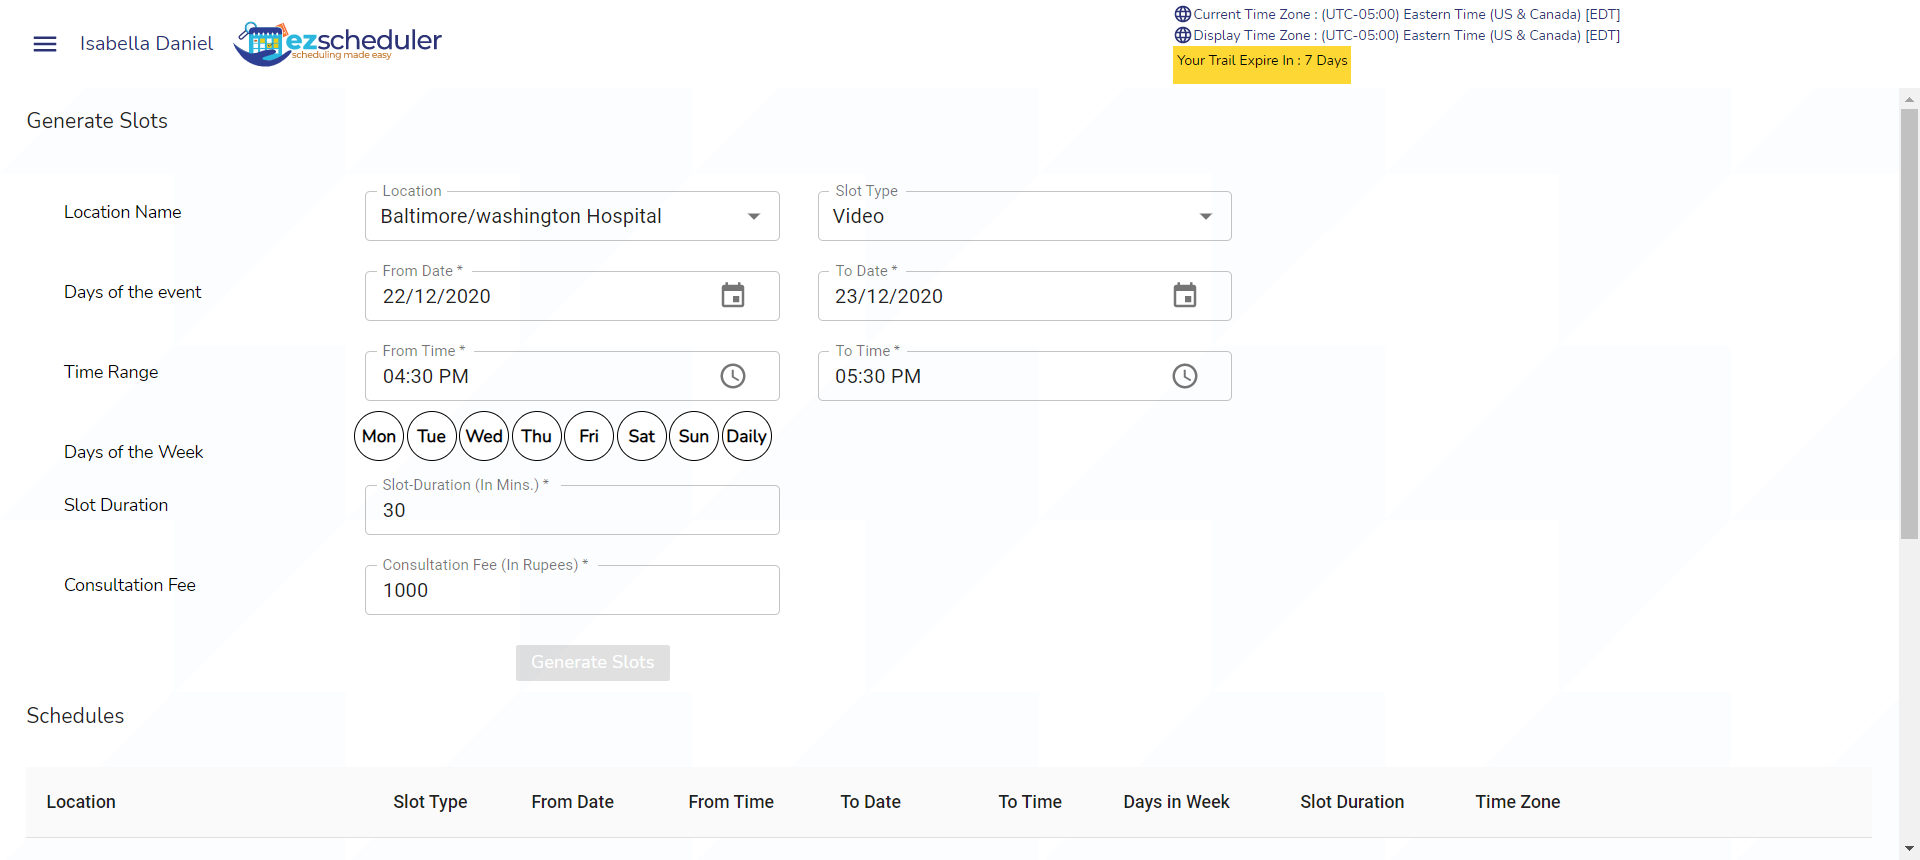 Isabella Daniel
ezscheduler
scheduling made easy
Current Time Zone : (UTC-05:00) Eastern Time (US & Canada) [EDT]
Display Time Zone : (UTC-05:00) Eastern Time (US & Canada) [EDT]
Your Trail Expire In : 7 Days
Generate Slots
Location Name
Location
Baltimore/washington Hospital
Slot Type
Video
Days of the event
From Date *
22/12/2020
To Date *
23/12/2020
Time Range
From Time *
04:30 PM
To Time *
05:30 PM
Days of the Week
Mon Tue Wed Thu Fri Sat Sun Daily
Slot Duration
Slot-Duration (In Mins.) *
30
Consultation Fee
Consultation Fee (In Rupees) *
1000
Generate Slots
Schedules
Location Slot Type From Date From Time To Date To Time Days in Week Slot Duration Time Zone